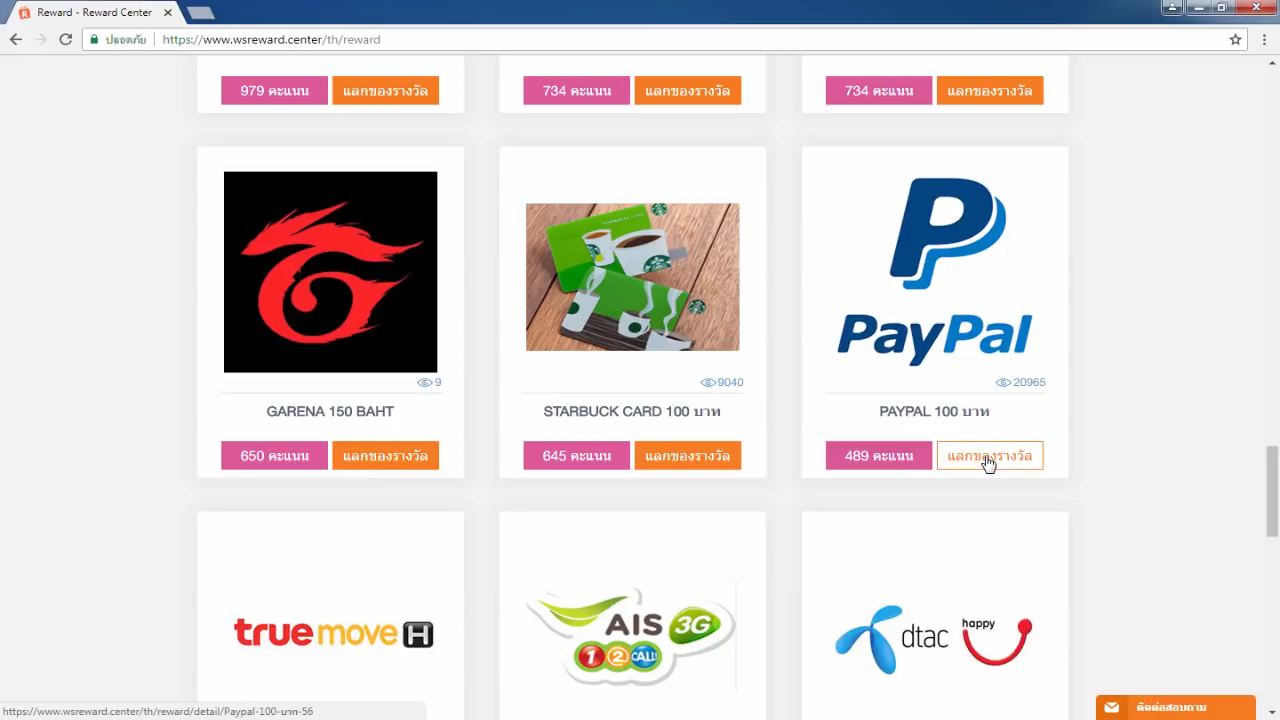 Reward - Reward Center
ปลอดภัย
https://www.wsreward.center/th/reward
979 คะแนน
แลกของรางวัล
734 คะแนน
แลกของรางวัล
734 คะแนน
แลกของรางวัล
PayPal
9
9040
20965
GARENA 150 BAHT
STARBUCK CARD 100 บาท
PAYPAL 100 บาท
650 คะแนน
แลกของรางวัล
645 คะแนน
แลกของรางวัล
489 คะแนน
แลกของรางวัล
true move H
AIS 3G
1 2 CALL!
dtac happy
https://www.wsreward.center/th/reward/detail/Paypal-100-บาท-56
ติดต่อสอบถาม